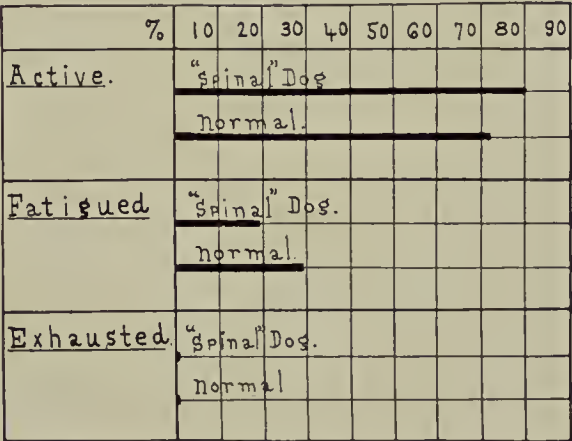 % 10 20 30 40 50 60 70 80 90
Active. "Spinal" Dog
normal.
Fatigued "Spinal" Dog.
normal.
Exhausted. "Spinal" Dog.
normal